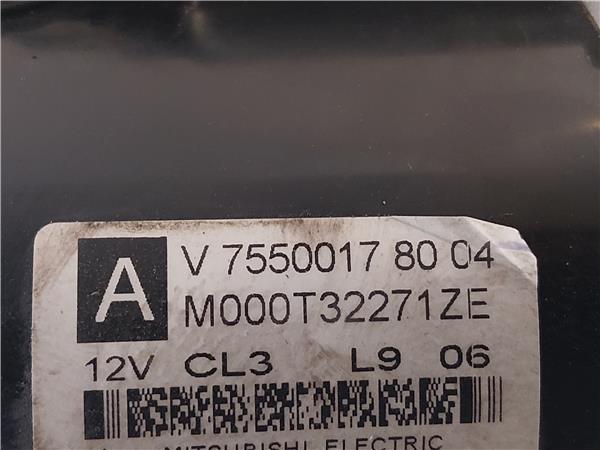 A
V 7550017 80 04
M000T32271ZE
12V CL3 L9 06
MITSUBISHI ELECTRIC